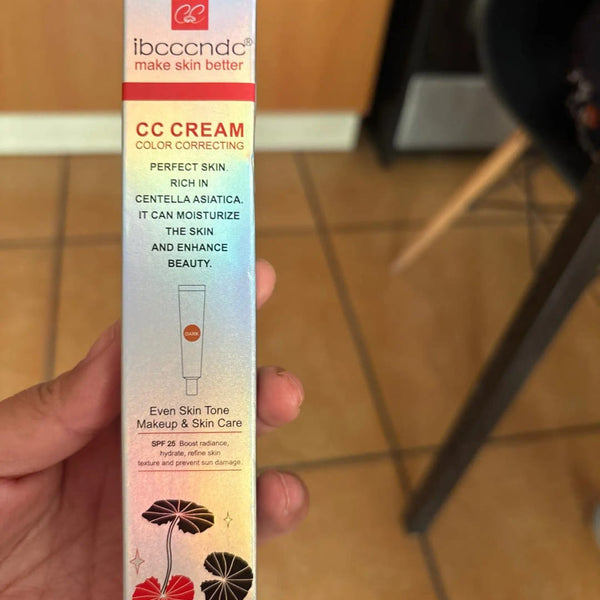 ibcccndc®
make skin better
CC CREAM
COLOR CORRECTING
PERFECT SKIN.
RICH IN
CENTELLA ASIATICA.
IT CAN MOISTURIZE
THE SKIN
AND ENHANCE
BEAUTY.
DARK
Even Skin Tone
Makeup & Skin Care
SPF 25 Boost radiance,
hydrate, refine skin
texture and prevent sun damage.